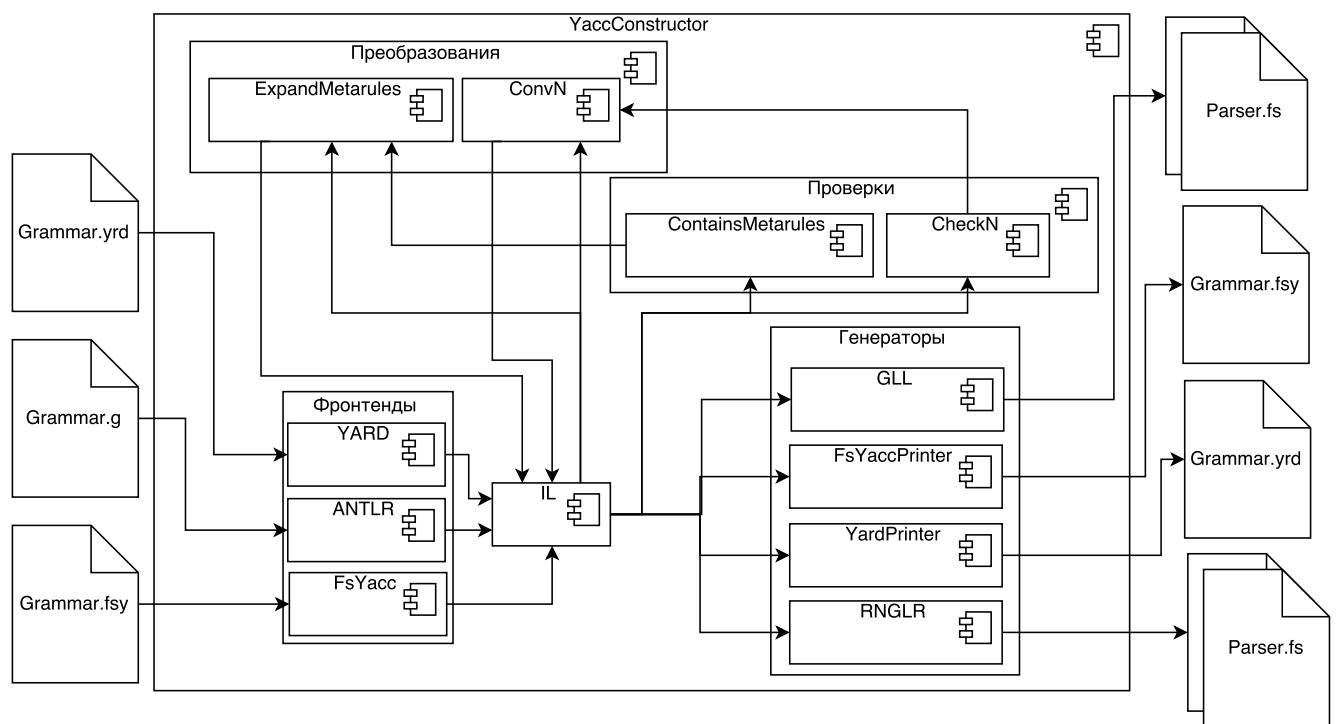 YaccConstructor
Преобразования
ExpandMetarules
ConvN
Parser.fs
Проверки
ContainsMetarules
CheckN
Grammar.yrd
Grammar.fsy
Генераторы
GLL
Grammar.g
Фронтенды
YARD
FsYaccPrinter
Grammar.yrd
IL
ANTLR
YardPrinter
FsYacc
Grammar.fsy
RNGLR
Parser.fs